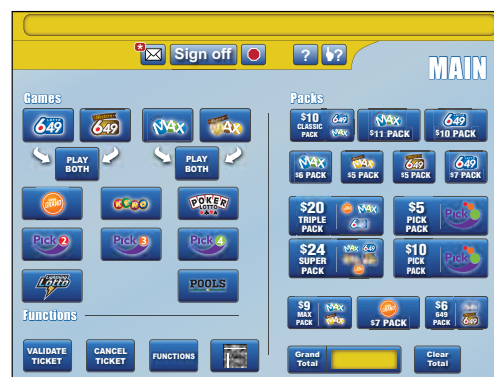 Sign off
?
?
MAIN
Games
649
649
MAX
MAX
PLAY
BOTH
PLAY
BOTH
KENO
POKER
LOTTO
Pick 2
Pick 3
Pick 4
Lightning
Lotto
POOLS
Functions
VALIDATE
TICKET
CANCEL
TICKET
FUNCTIONS
Packs
$10
CLASSIC
PACK
649
MAX
MAX
$11 PACK
649
$10 PACK
MAX
$6 PACK
MAX
$5 PACK
649
$5 PACK
649
$7 PACK
$20
TRIPLE
PACK
MAX
649
$5
PICK
PACK
Pick
$24
SUPER
PACK
MAX 649
$10
PICK
PACK
Pick
$9
MAX
PACK
MAX
MAX
$7 PACK
$6
649
PACK
649
Grand
Total
Clear
Total